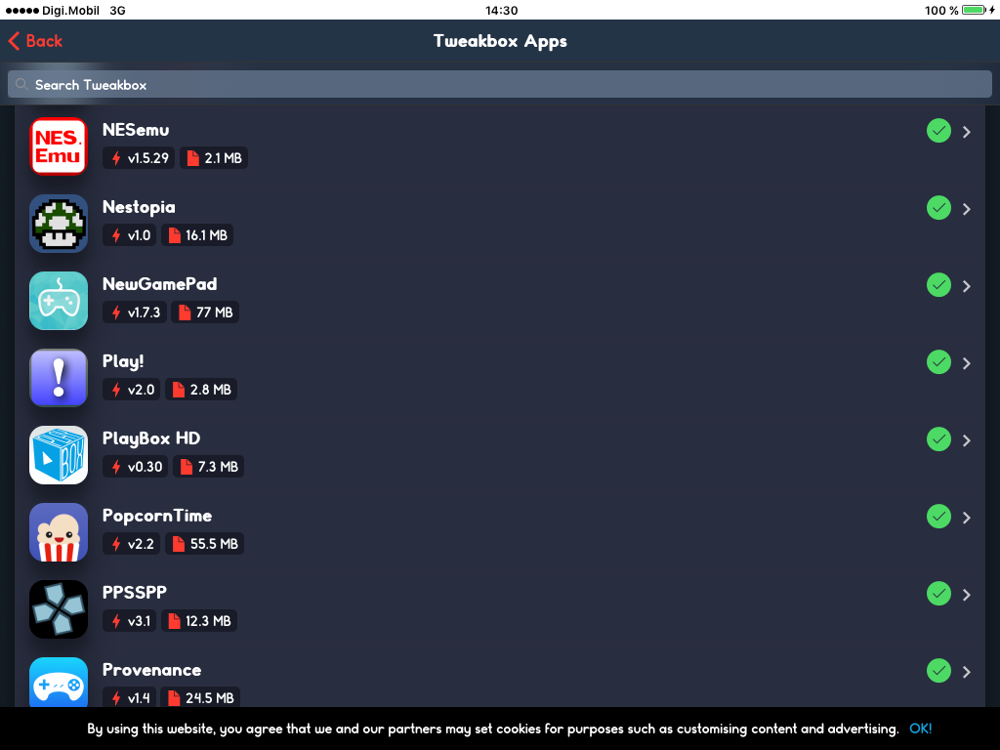 Digi.Mobil 3G 14:30 100 %
Back Tweakbox Apps
Search Tweakbox
NES.
Emu
NESemu
v1.5.29 2.1 MB
Nestopia
v1.0 16.1 MB
NewGamePad
v1.7.3 77 MB
!
Play!
v2.0 2.8 MB
BOX
PlayBox HD
v0.30 7.3 MB
PopcornTime
v2.2 55.5 MB
PPSSPP
v3.1 12.3 MB
Provenance
v1.4 24.5 MB
By using this website, you agree that we and our partners may set cookies for purposes such as customising content and advertising. OK!